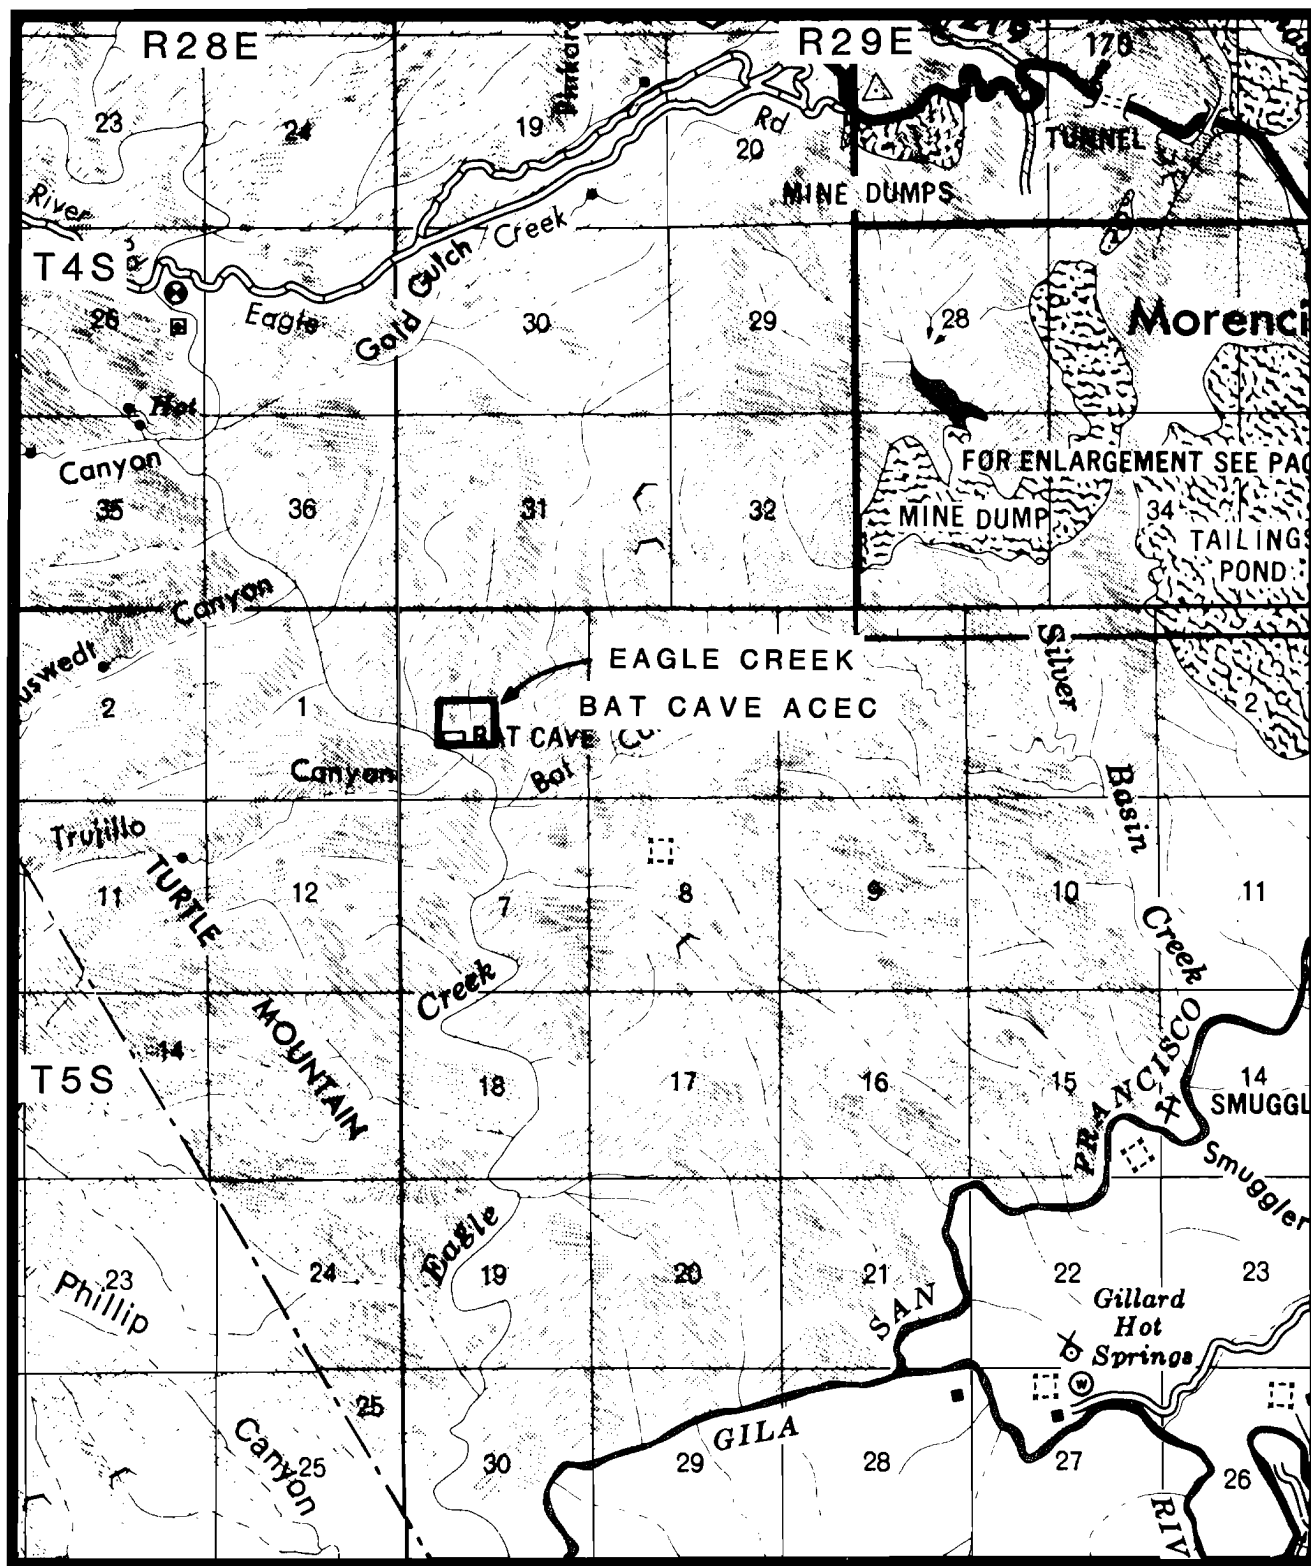 R28E
R29E
170
23
24
19
Rd
20
TUNNEL
MINE DUMPS
River
Creek
T4S
Gold Gulch
26
Eagle
30
29
28
Morenci
Hot
Canyon
FOR ENLARGEMENT SEE PAG
35
36
31
32
MINE DUMP
34
TAILINGS
POND
Canyon
EAGLE CREEK
BAT CAVE ACEC
Silver
2
1
2
BAT CAVE
Canyon
Bat
Basin
Trujillo
TURTLE
11
12
7
8
9
10
11
Creek
Creek
MOUNTAIN
14
T5S
18
17
16
15
14
FRANCISCO
SMUGGL
Smuggler
Eagle
23
24
19
20
21
22
23
Phillip
SAN
Gillard
Hot
Springs
W
25
GILA
Canyon
25
30
29
28
27
26
RIV